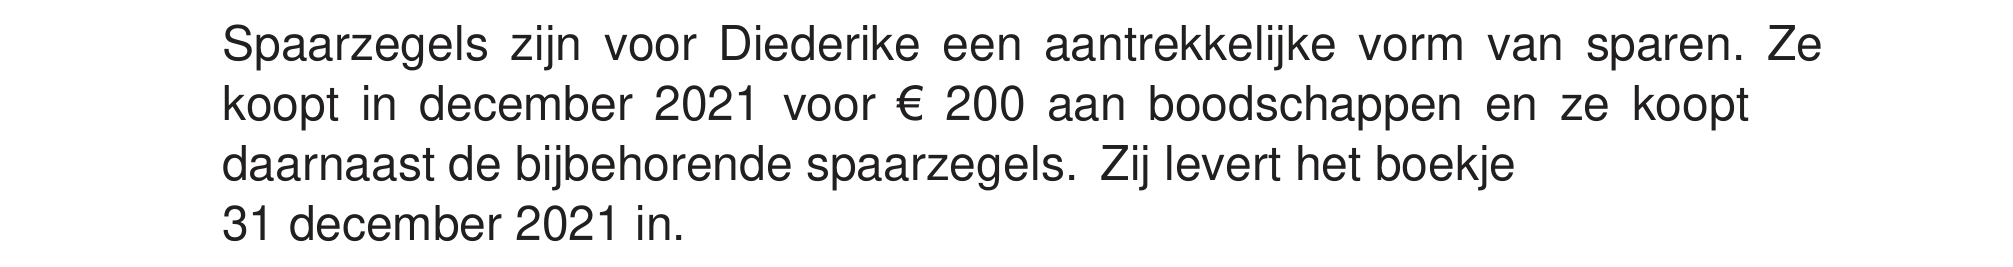 Spaarzegels zijn voor Diederike een aantrekkelijke vorm van sparen. Ze
koopt in december 2021 voor € 200 aan boodschappen en ze koopt
daarnaast de bijbehorende spaarzegels. Zij levert het boekje
31 december 2021 in.